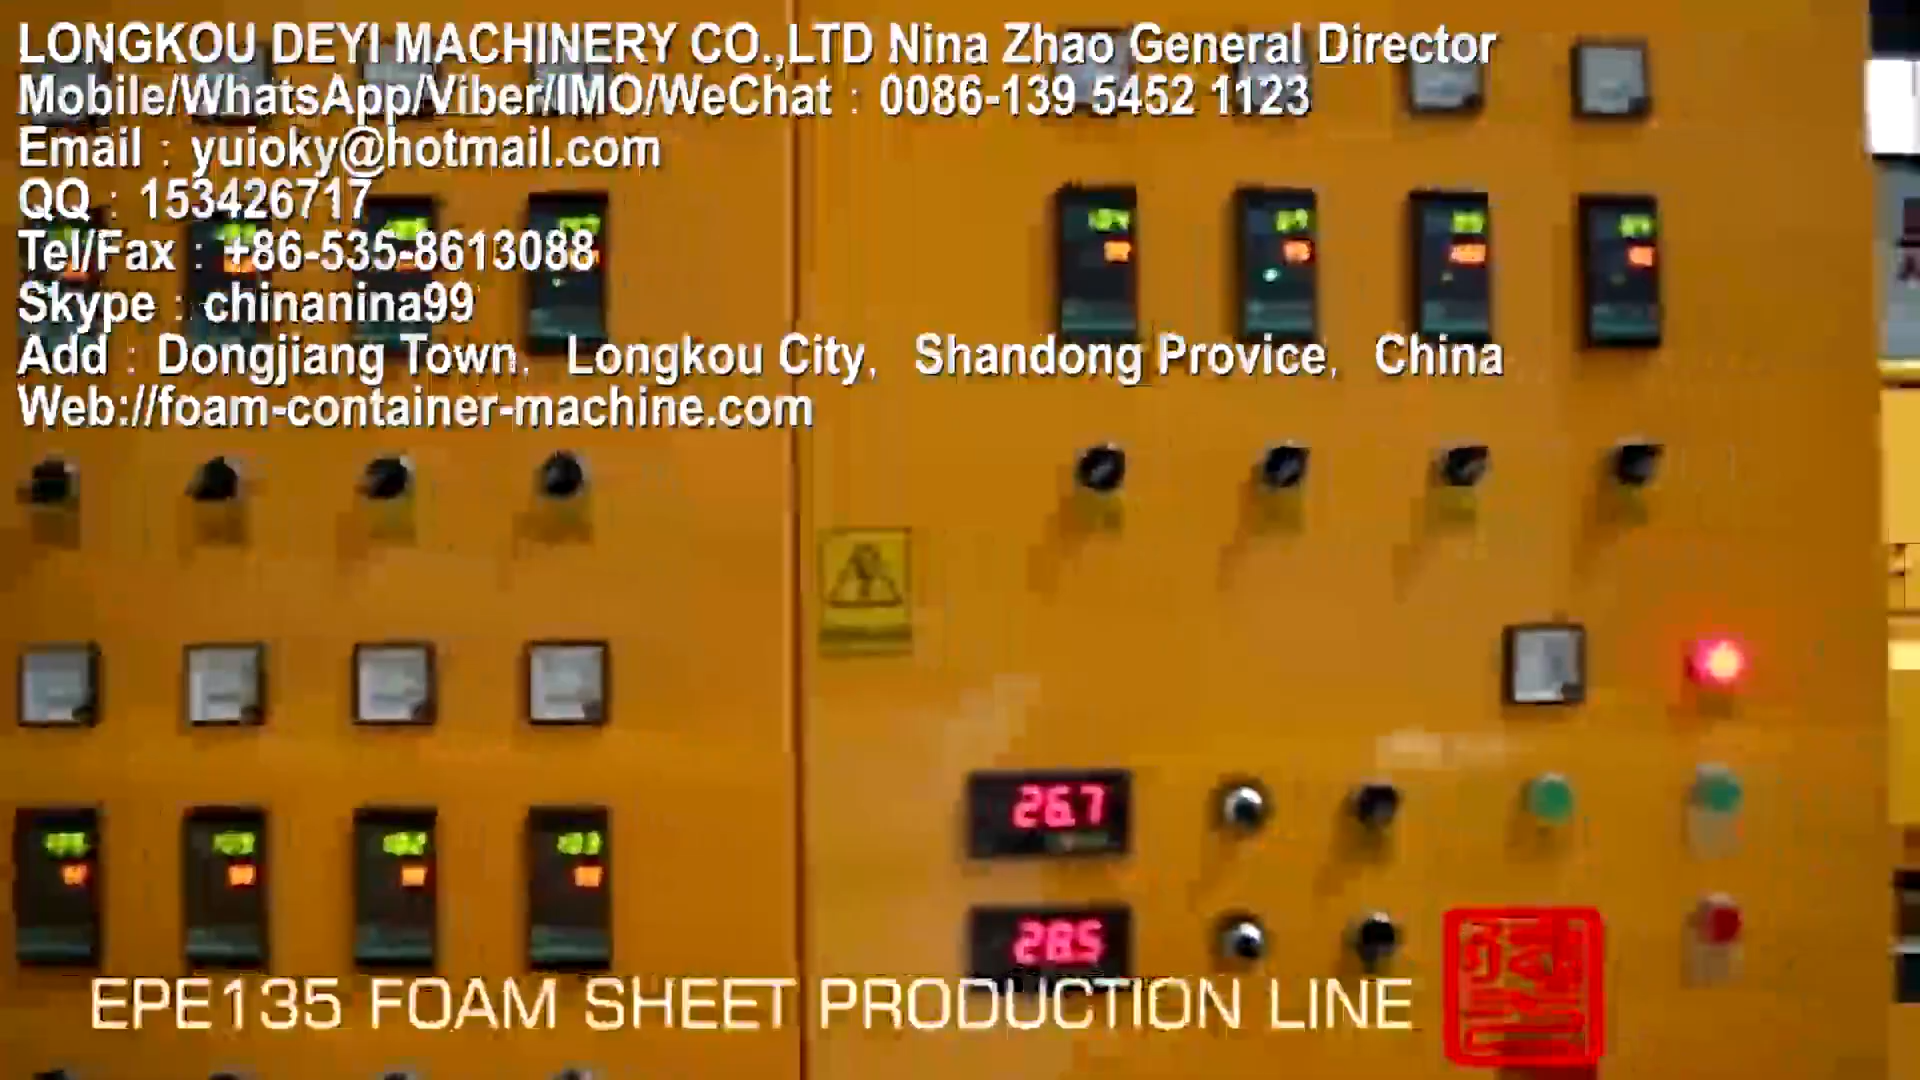 LONGKOU DEYI MACHINERY CO.,LTD Nina Zhao General Director
Mobile/WhatsApp/Viber/IMO/WeChat：0086-139 5452 1123
Email：yuioky@hotmail.com
QQ：153426717
Tel/Fax：+86-535-8613088
Skype：chinanina99
Add：Dongjiang Town，Longkou City，Shandong Provice，China
Web://foam-container-machine.com
26.7
28.5
EPE135 FOAM SHEET PRODUCTION LINE